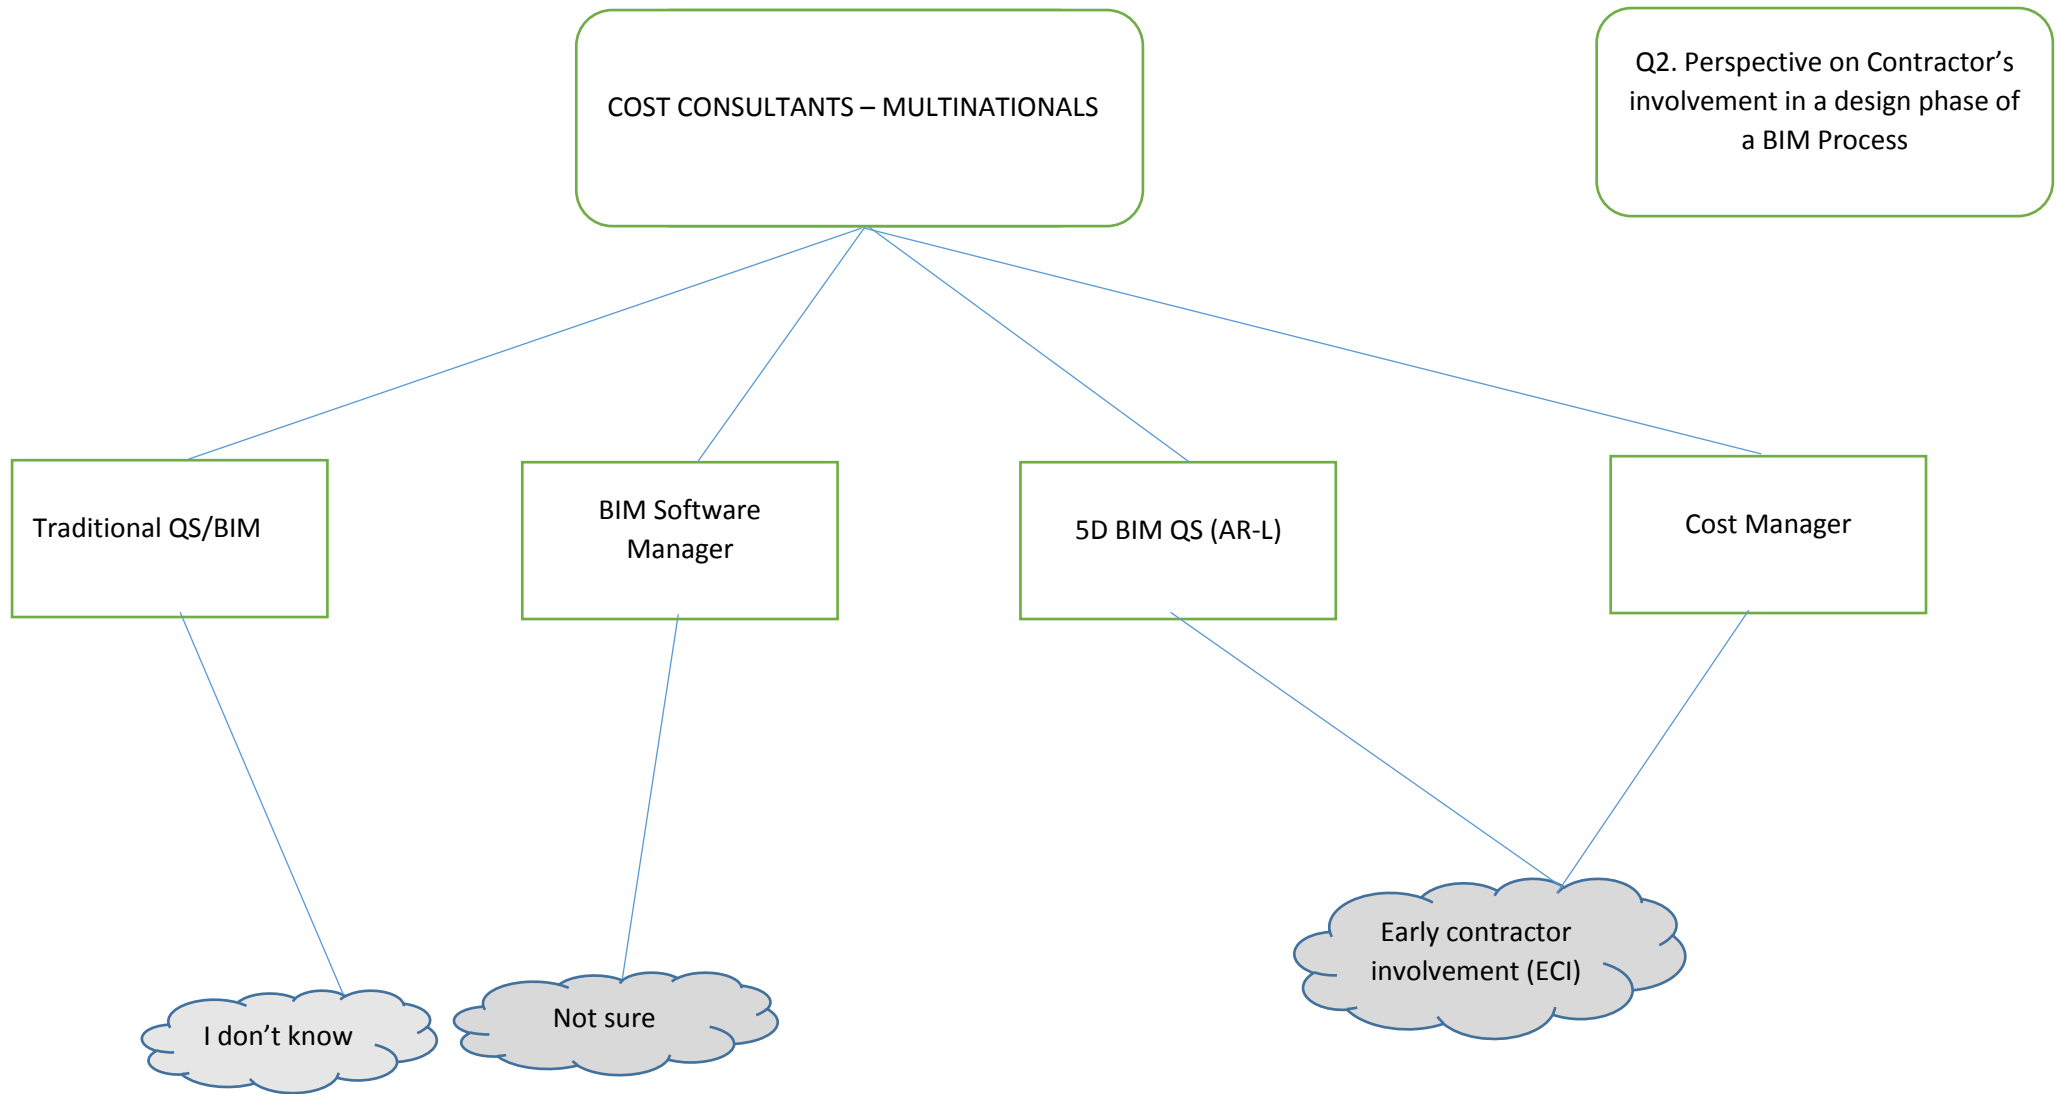 COST CONSULTANTS – MULTINATIONALS
Q2. Perspective on Contractor’s
involvement in a design phase of
a BIM Process
Traditional QS/BIM
BIM Software
Manager
5D BIM QS (AR-L)
Cost Manager
I don’t know
Not sure
Early contractor
involvement (ECI)